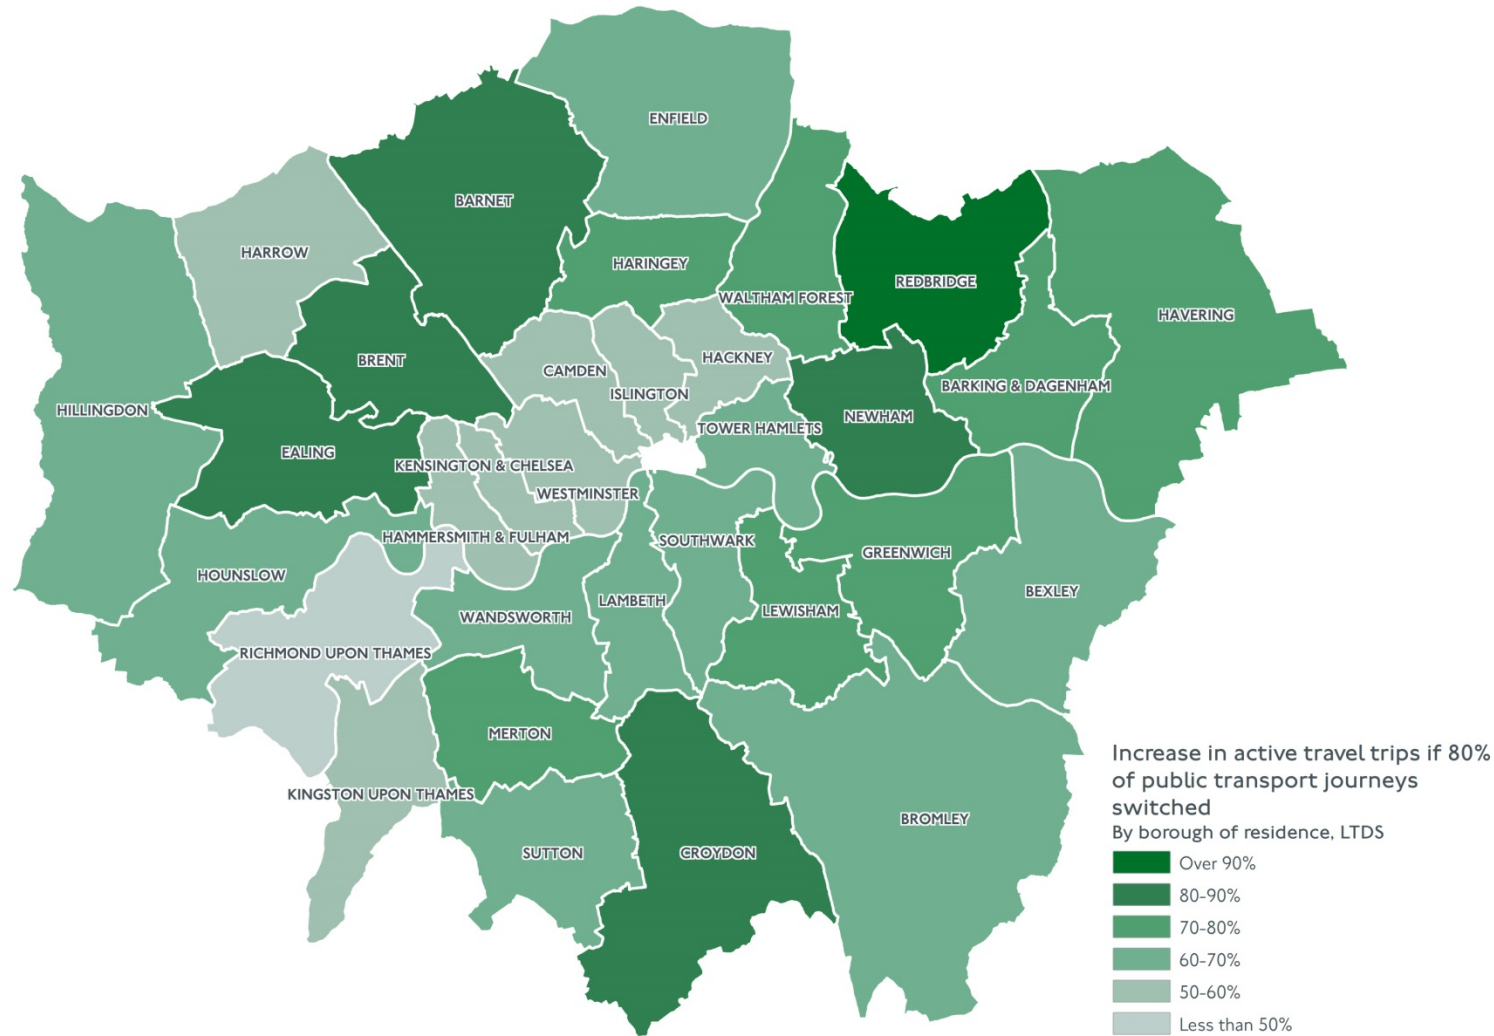 ENFIELD
BARNET
HARROW
HARINGEY
WALTHAM FOREST
REDBRIDGE
HAVERING
BRENT
CAMDEN
HACKNEY
ISLINGTON
BARKING & DAGENHAM
HILLINGDON
NEWHAM
TOWER HAMLETS
EALING
KENSINGTON & CHELSEA
WESTMINSTER
HAMMERSMITH & FULHAM
SOUTHWARK
GREENWICH
HOUNSLOW
BEXLEY
LAMBETH
LEWISHAM
WANDSWORTH
RICHMOND UPON THAMES
MERTON
KINGSTON UPON THAMES
BROMLEY
SUTTON
CROYDON
Increase in active travel trips if 80%
of public transport journeys
switched
By borough of residence, LTDS
Over 90%
80-90%
70-80%
60-70%
50-60%
Less than 50%